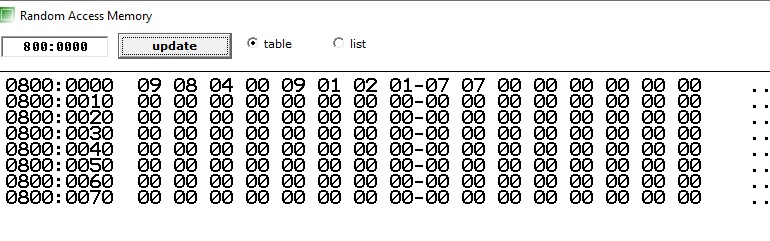 Random Access Memory
800:0000 update table list
0800:0000 09 08 04 00 09 01 02 01-07 07 00 00 00 00 00 00 ..
0800:0010 00 00 00 00 00 00 00 00-00 00 00 00 00 00 00 00 ..
0800:0020 00 00 00 00 00 00 00 00-00 00 00 00 00 00 00 00 ..
0800:0030 00 00 00 00 00 00 00 00-00 00 00 00 00 00 00 00 ..
0800:0040 00 00 00 00 00 00 00 00-00 00 00 00 00 00 00 00 ..
0800:0050 00 00 00 00 00 00 00 00-00 00 00 00 00 00 00 00 ..
0800:0060 00 00 00 00 00 00 00 00-00 00 00 00 00 00 00 00 ..
0800:0070 00 00 00 00 00 00 00 00-00 00 00 00 00 00 00 00 ..